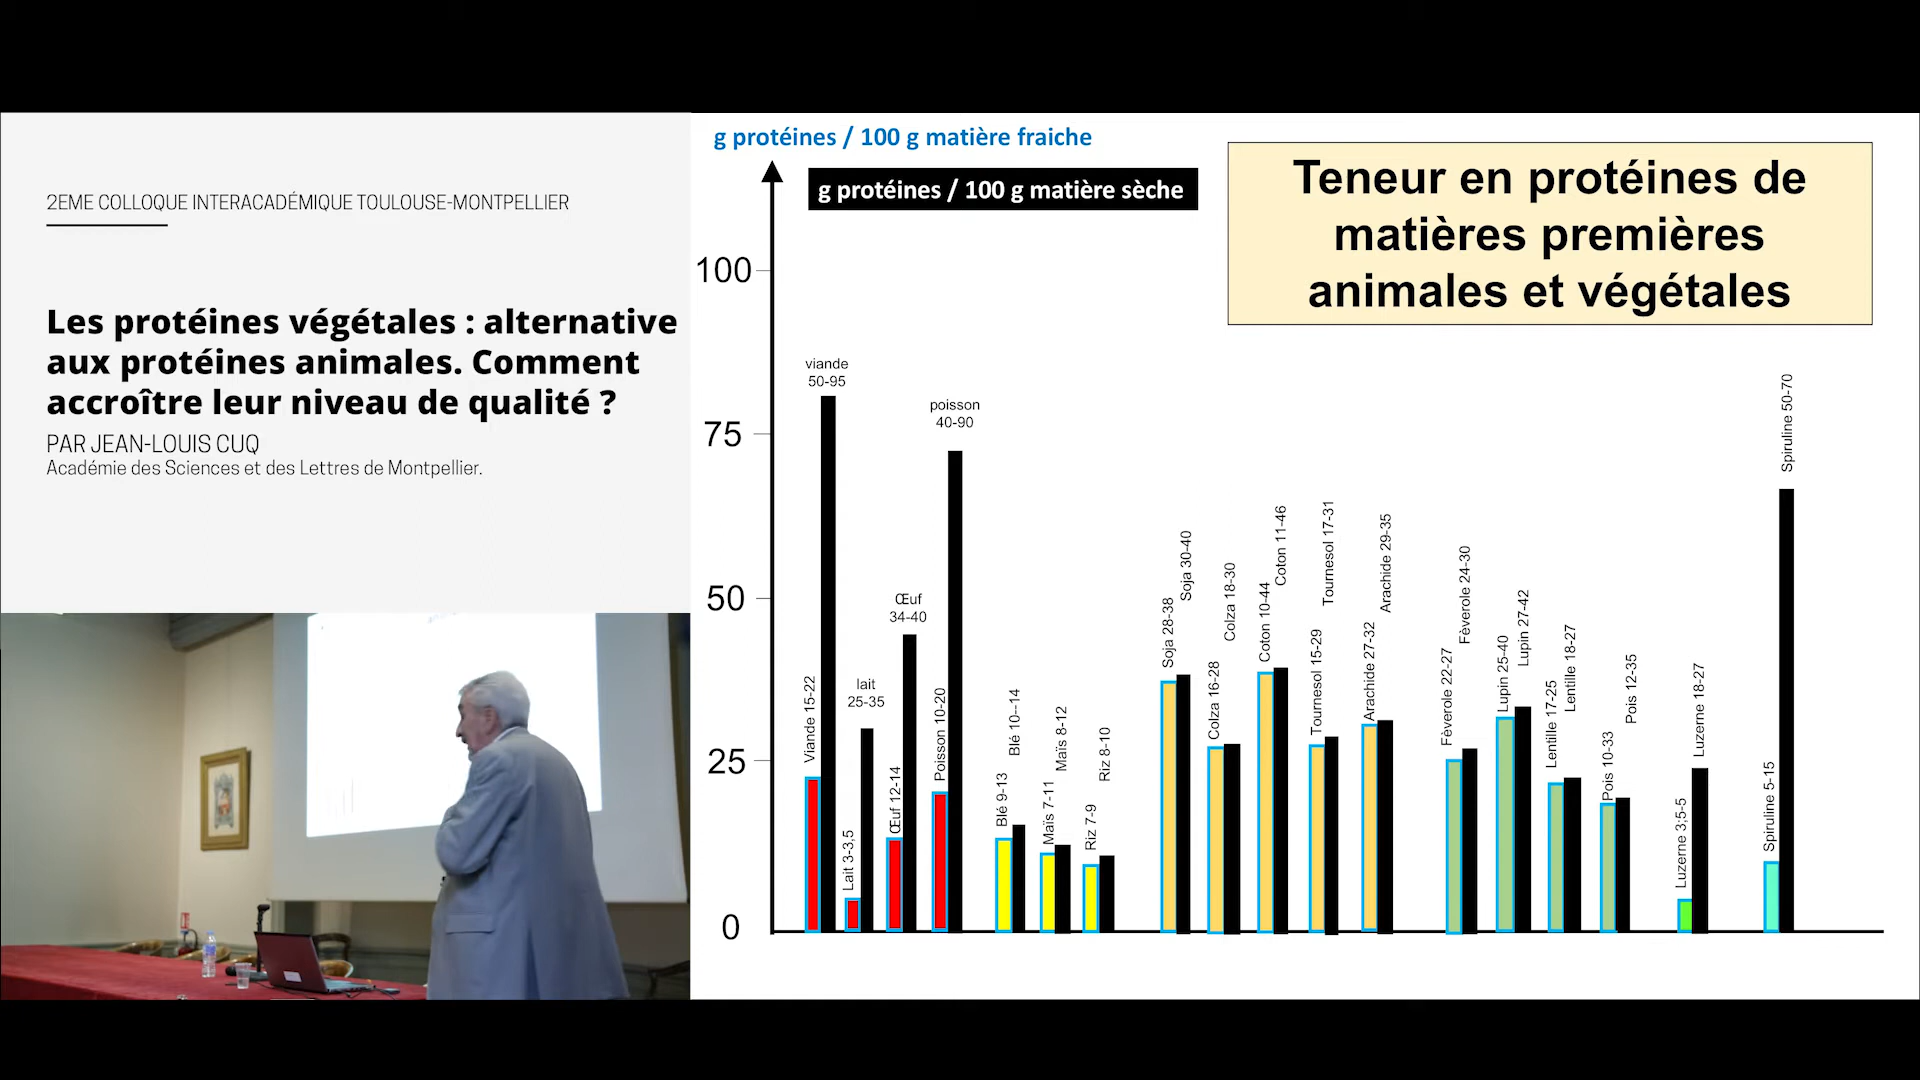 2EME COLLOQUE INTERACADÉMIQUE TOULOUSE-MONTPELLIER
Les protéines végétales : alternative
aux protéines animales. Comment
accroître leur niveau de qualité ?
PAR JEAN-LOUIS CUQ
Académie des Sciences et des Lettres de Montpellier.
g protéines / 100 g matière fraiche
g protéines / 100 g matière sèche
Teneur en protéines de
matières premières
animales et végétales
100
75
50
25
0
Viande 15-22
viande
50-95
Lait 3-3,5
lait
25-35
Œuf 12-14
Œuf
34-40
Poisson 10-20
poisson
40-90
Blé 9-13
Blé 10--14
Maïs 7-11
Maïs 8-12
Riz 7-9
Riz 8-10
Soja 28-38
Soja 30-40
Colza 16-28
Colza 18-30
Coton 10-44
Coton 11-46
Tournesol 15-29
Tournesol 17-31
Arachide 27-32
Arachide 29-35
Fèverole 22-27
Fèverole 24-30
Lupin 25-40
Lupin 27-42
Lentille 17-25
Lentille 18-27
Pois 10-33
Pois 12-35
Luzerne 3;5-5
Luzerne 18-27
Spiruline 5-15
Spiruline 50-70